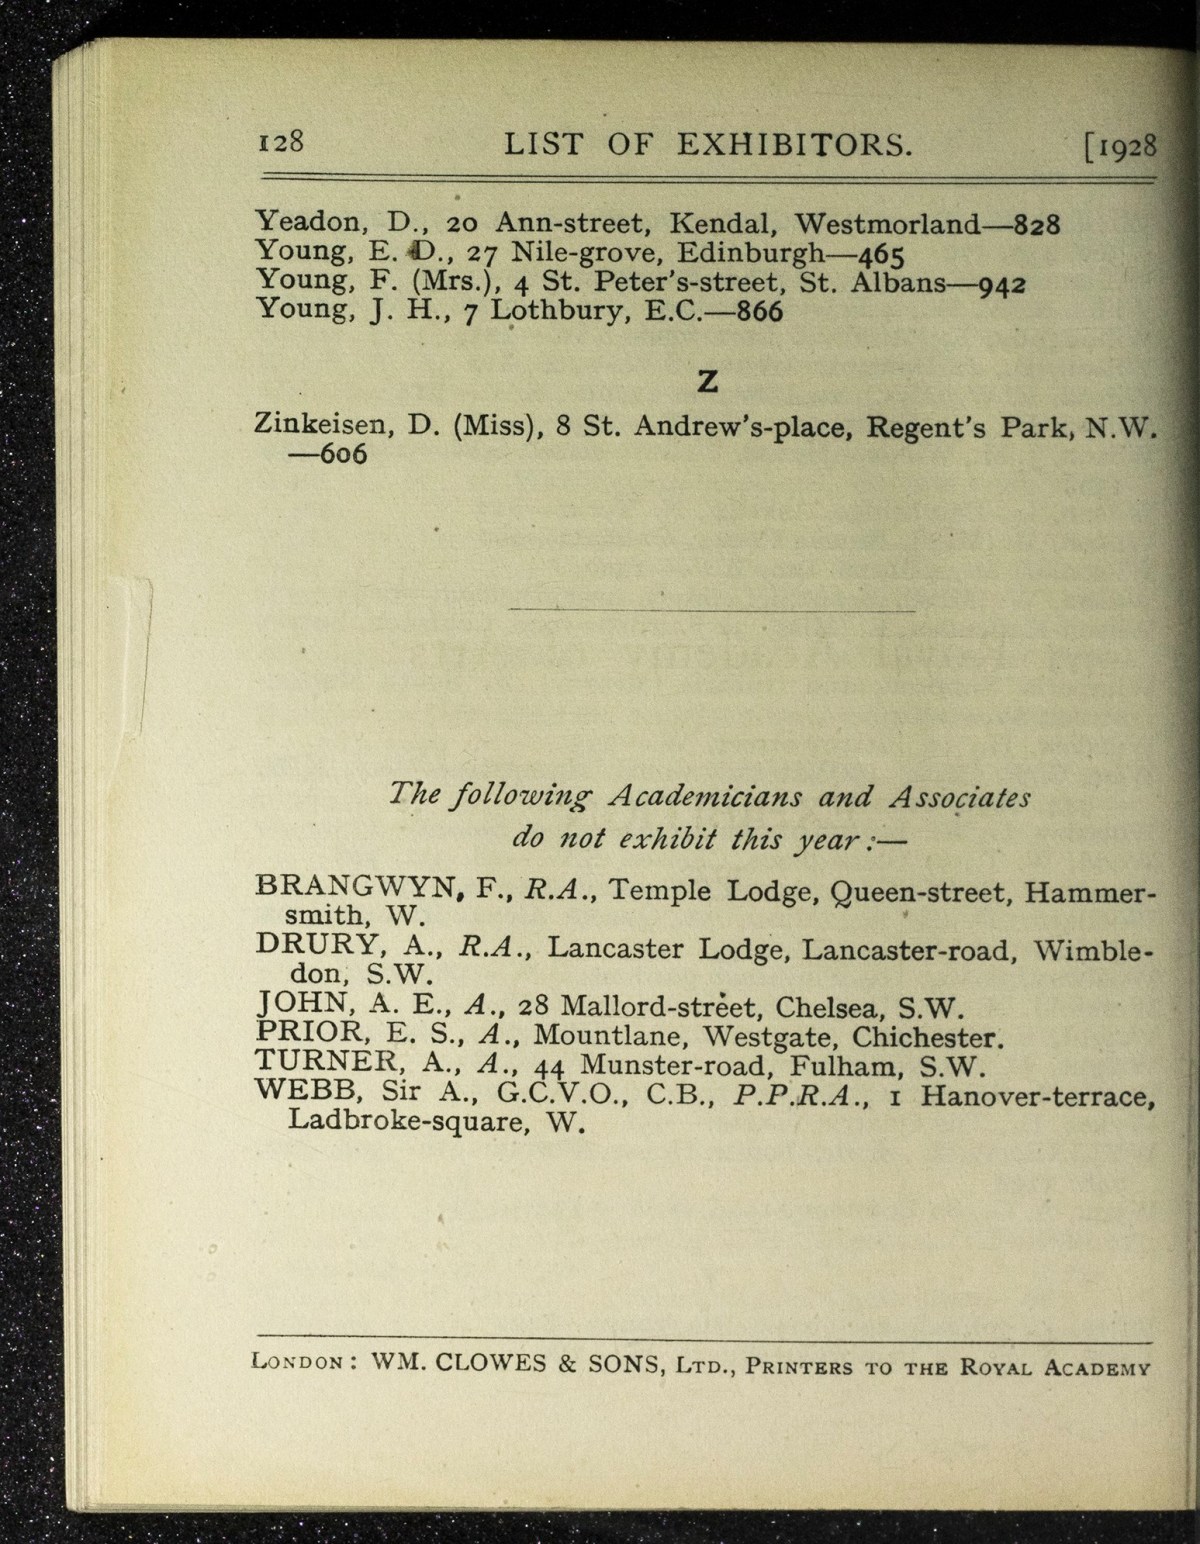 128 LIST OF EXHIBITORS. [1928
Yeadon, D., 20 Ann-street, Kendal, Westmorland—828
Young, E. D., 27 Nile-grove, Edinburgh—465
Young, F. (Mrs.), 4 St. Peter's-street, St. Albans—942
Young, J. H., 7 Lothbury, E.C.—866
Z
Zinkeisen, D. (Miss), 8 St. Andrew's-place, Regent's Park, N.W.
—606
The following Academicians and Associates
do not exhibit this year:—
BRANGWYN, F., R.A., Temple Lodge, Queen-street, Hammer-
smith, W.
DRURY, A., R.A., Lancaster Lodge, Lancaster-road, Wimble-
don, S.W.
JOHN, A. E., A., 28 Mallord-street, Chelsea, S.W.
PRIOR, E. S., A., Mountlane, Westgate, Chichester.
TURNER, A., A., 44 Munster-road, Fulham, S.W.
WEBB, Sir A., G.C.V.O., C.B., P.P.R.A., 1 Hanover-terrace,
Ladbroke-square, W.
LONDON: WM. CLOWES & SONS, LTD., PRINTERS TO THE ROYAL ACADEMY